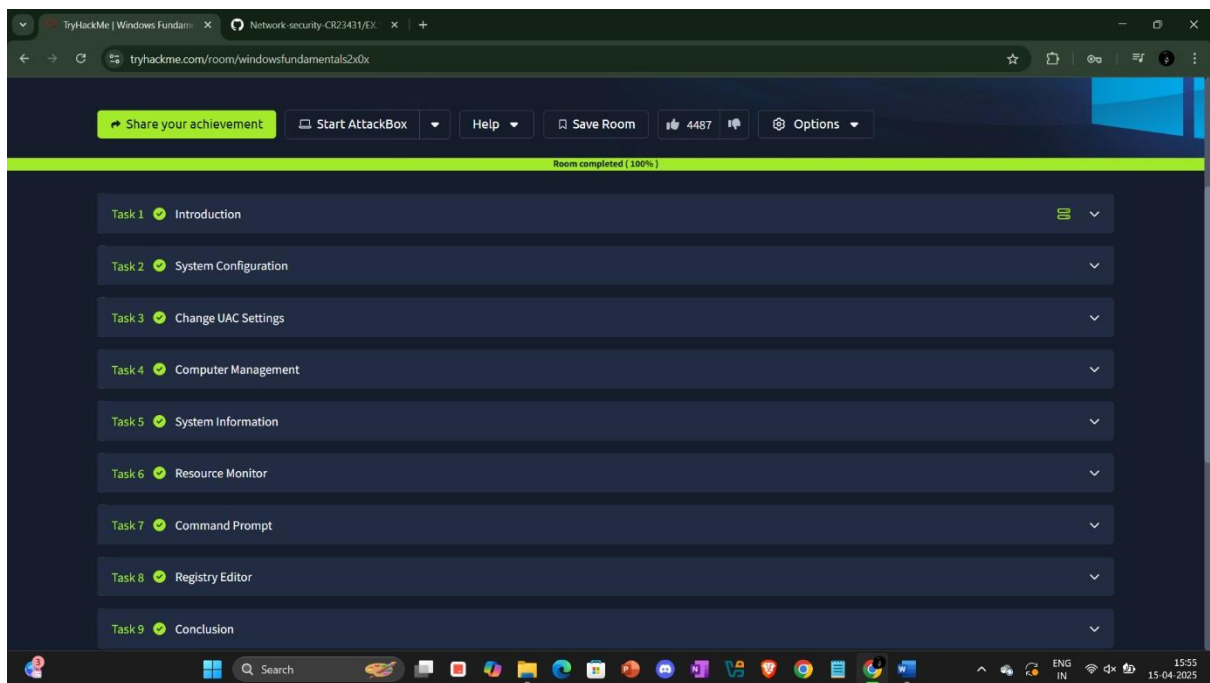 TryHackMe | Windows Fundam
Network-security-CR23431/EX.
tryhackme.com/room/windowsfundamentals2x0x
Share your achievement
Start AttackBox
Help
Save Room
4487
Options
Room completed ( 100% )
Task 1 Introduction
Task 2 System Configuration
Task 3 Change UAC Settings
Task 4 Computer Management
Task 5 System Information
Task 6 Resource Monitor
Task 7 Command Prompt
Task 8 Registry Editor
Task 9 Conclusion
3
Search
ENG
IN
15:55
15-04-2025